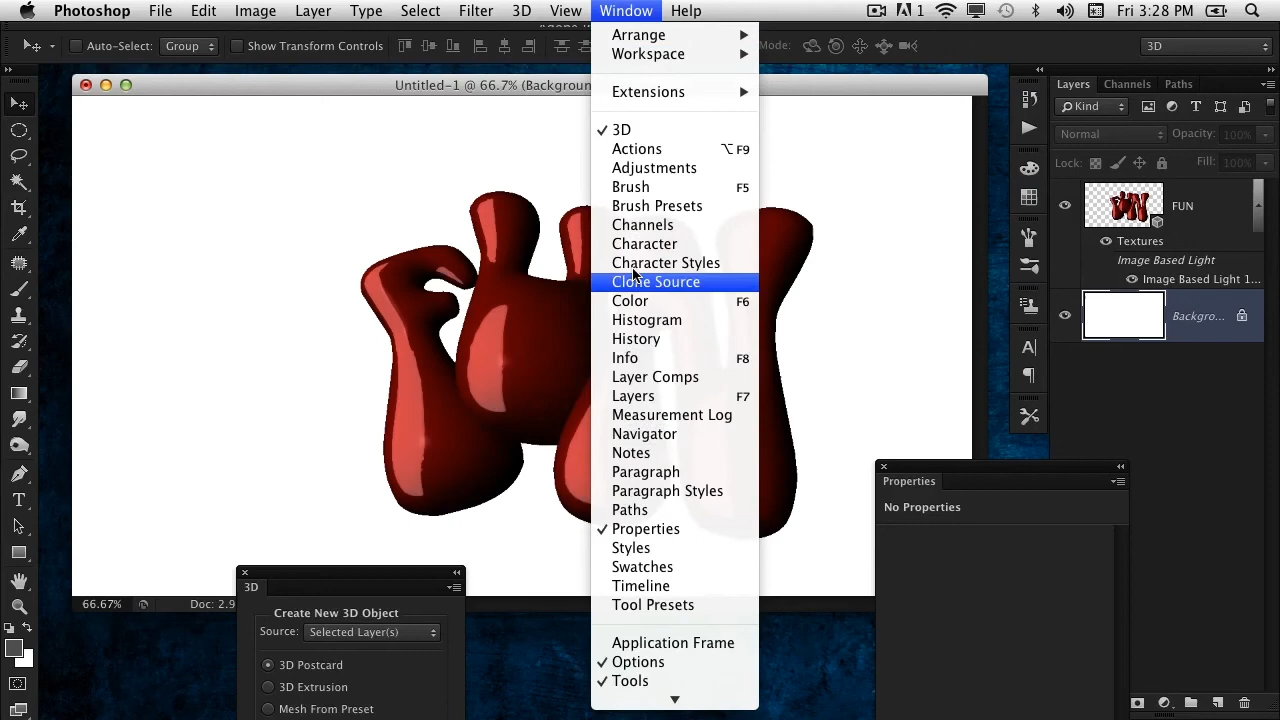 Photoshop File Edit Image Layer Type Select Filter 3D View Window Help 1 Fri 3:28 PM
Auto-Select: Group Show Transform Controls Mode: 3D
Untitled-1 @ 66.7% (Backgroun
Arrange
Workspace
Extensions
3D
Actions ⌥ F9
Adjustments
Brush F5
Brush Presets
Channels
Character
Character Styles
Clone Source
Color F6
Histogram
History
Info F8
Layer Comps
Layers F7
Measurement Log
Navigator
Notes
Paragraph
Paragraph Styles
Paths
Properties
Styles
Swatches
Timeline
Tool Presets
Application Frame
Options
Tools
Layers Channels Paths
Kind
Normal Opacity: 100%
Lock: Fill: 100%
FUN
Textures
Image Based Light
Image Based Light 1...
Backgro...
Properties
No Properties
66.67% Doc: 2.9
3D
Create New 3D Object
Source: Selected Layer(s)
3D Postcard
3D Extrusion
Mesh From Preset